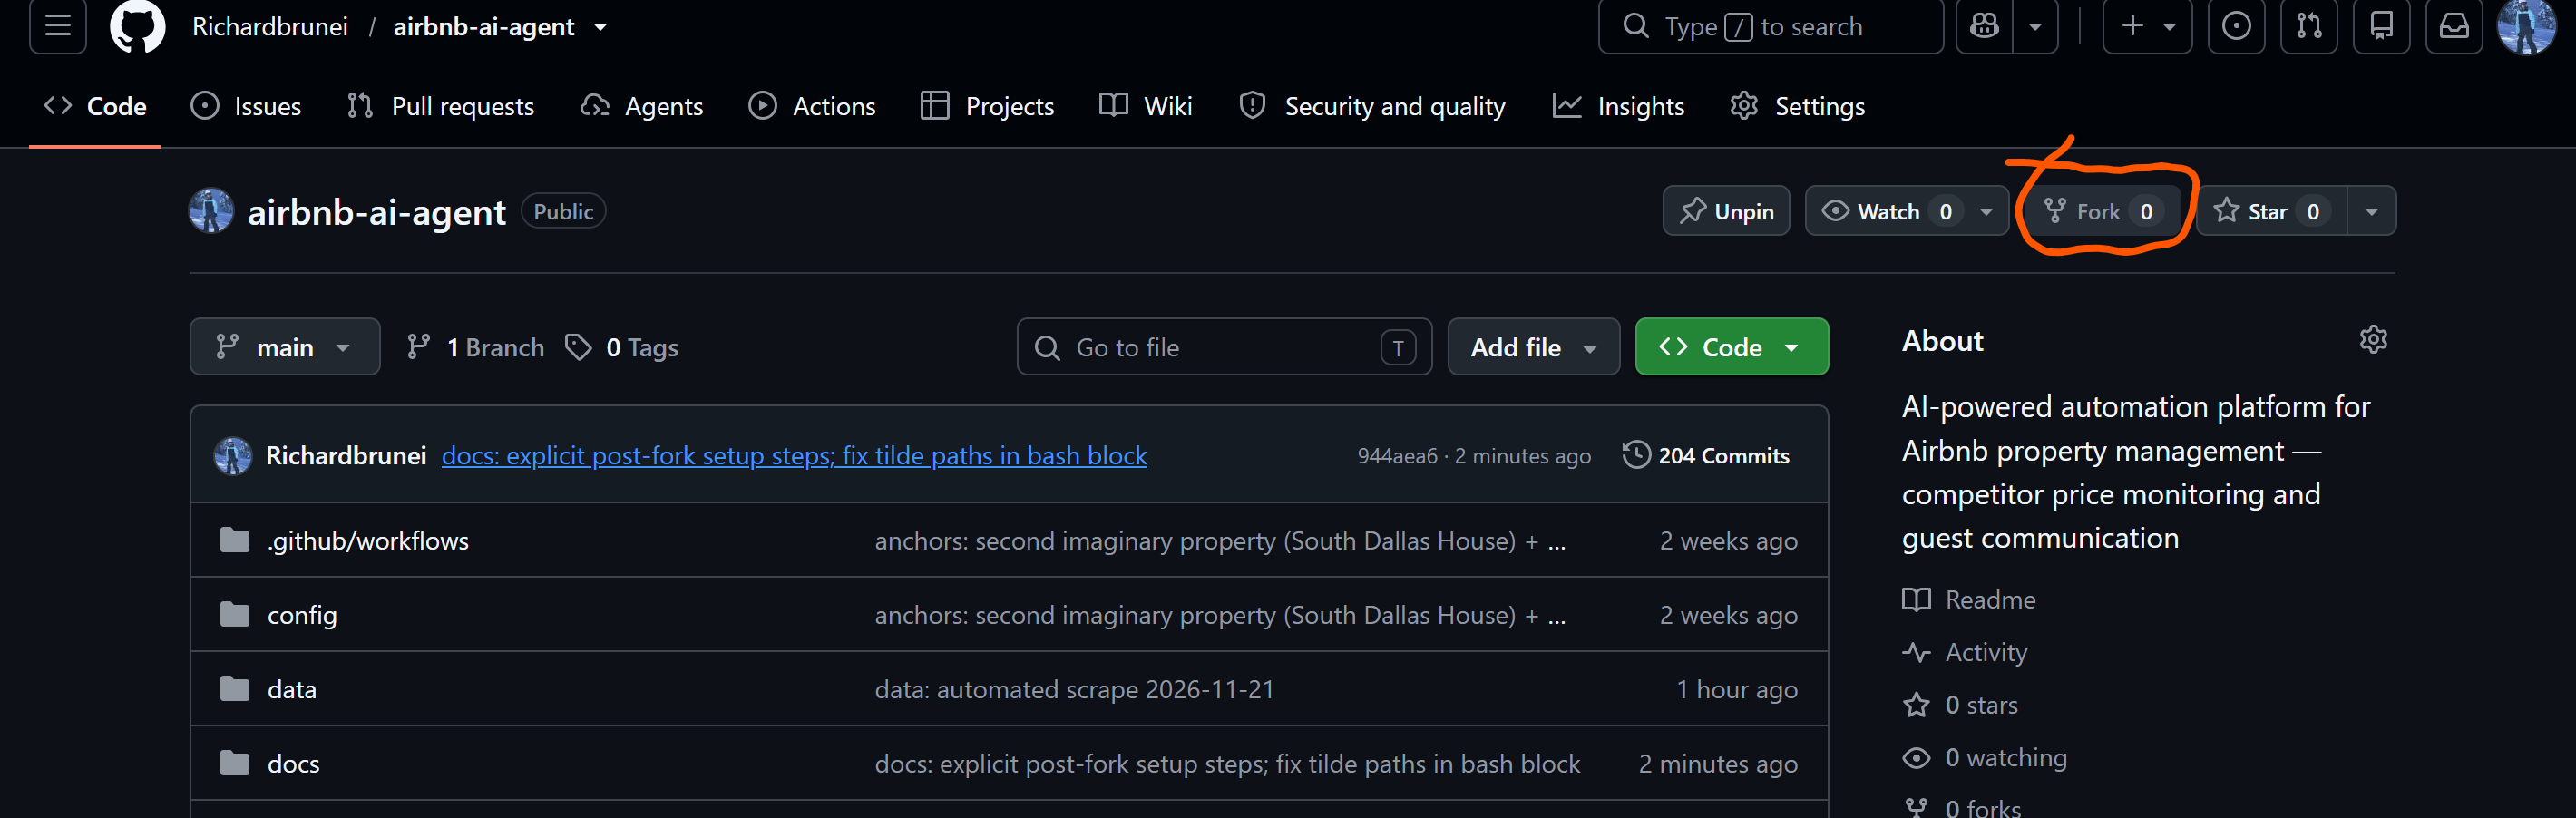 Richardbrunei / airbnb-ai-agent
Type / to search
Code
Issues
Pull requests
Agents
Actions
Projects
Wiki
Security and quality
Insights
Settings
airbnb-ai-agent Public
Unpin
Watch 0
Fork 0
Star 0
main
1 Branch
0 Tags
Go to file T
Add file
Code
Richardbrunei docs: explicit post-fork setup steps; fix tilde paths in bash block 944aea6 · 2 minutes ago 204 Commits
.github/workflows anchors: second imaginary property (South Dallas House) + ... 2 weeks ago
config anchors: second imaginary property (South Dallas House) + ... 2 weeks ago
data data: automated scrape 2026-11-21 1 hour ago
docs docs: explicit post-fork setup steps; fix tilde paths in bash block 2 minutes ago
About
AI-powered automation platform for
Airbnb property management —
competitor price monitoring and
guest communication
Readme
Activity
0 stars
0 watching
0 forks